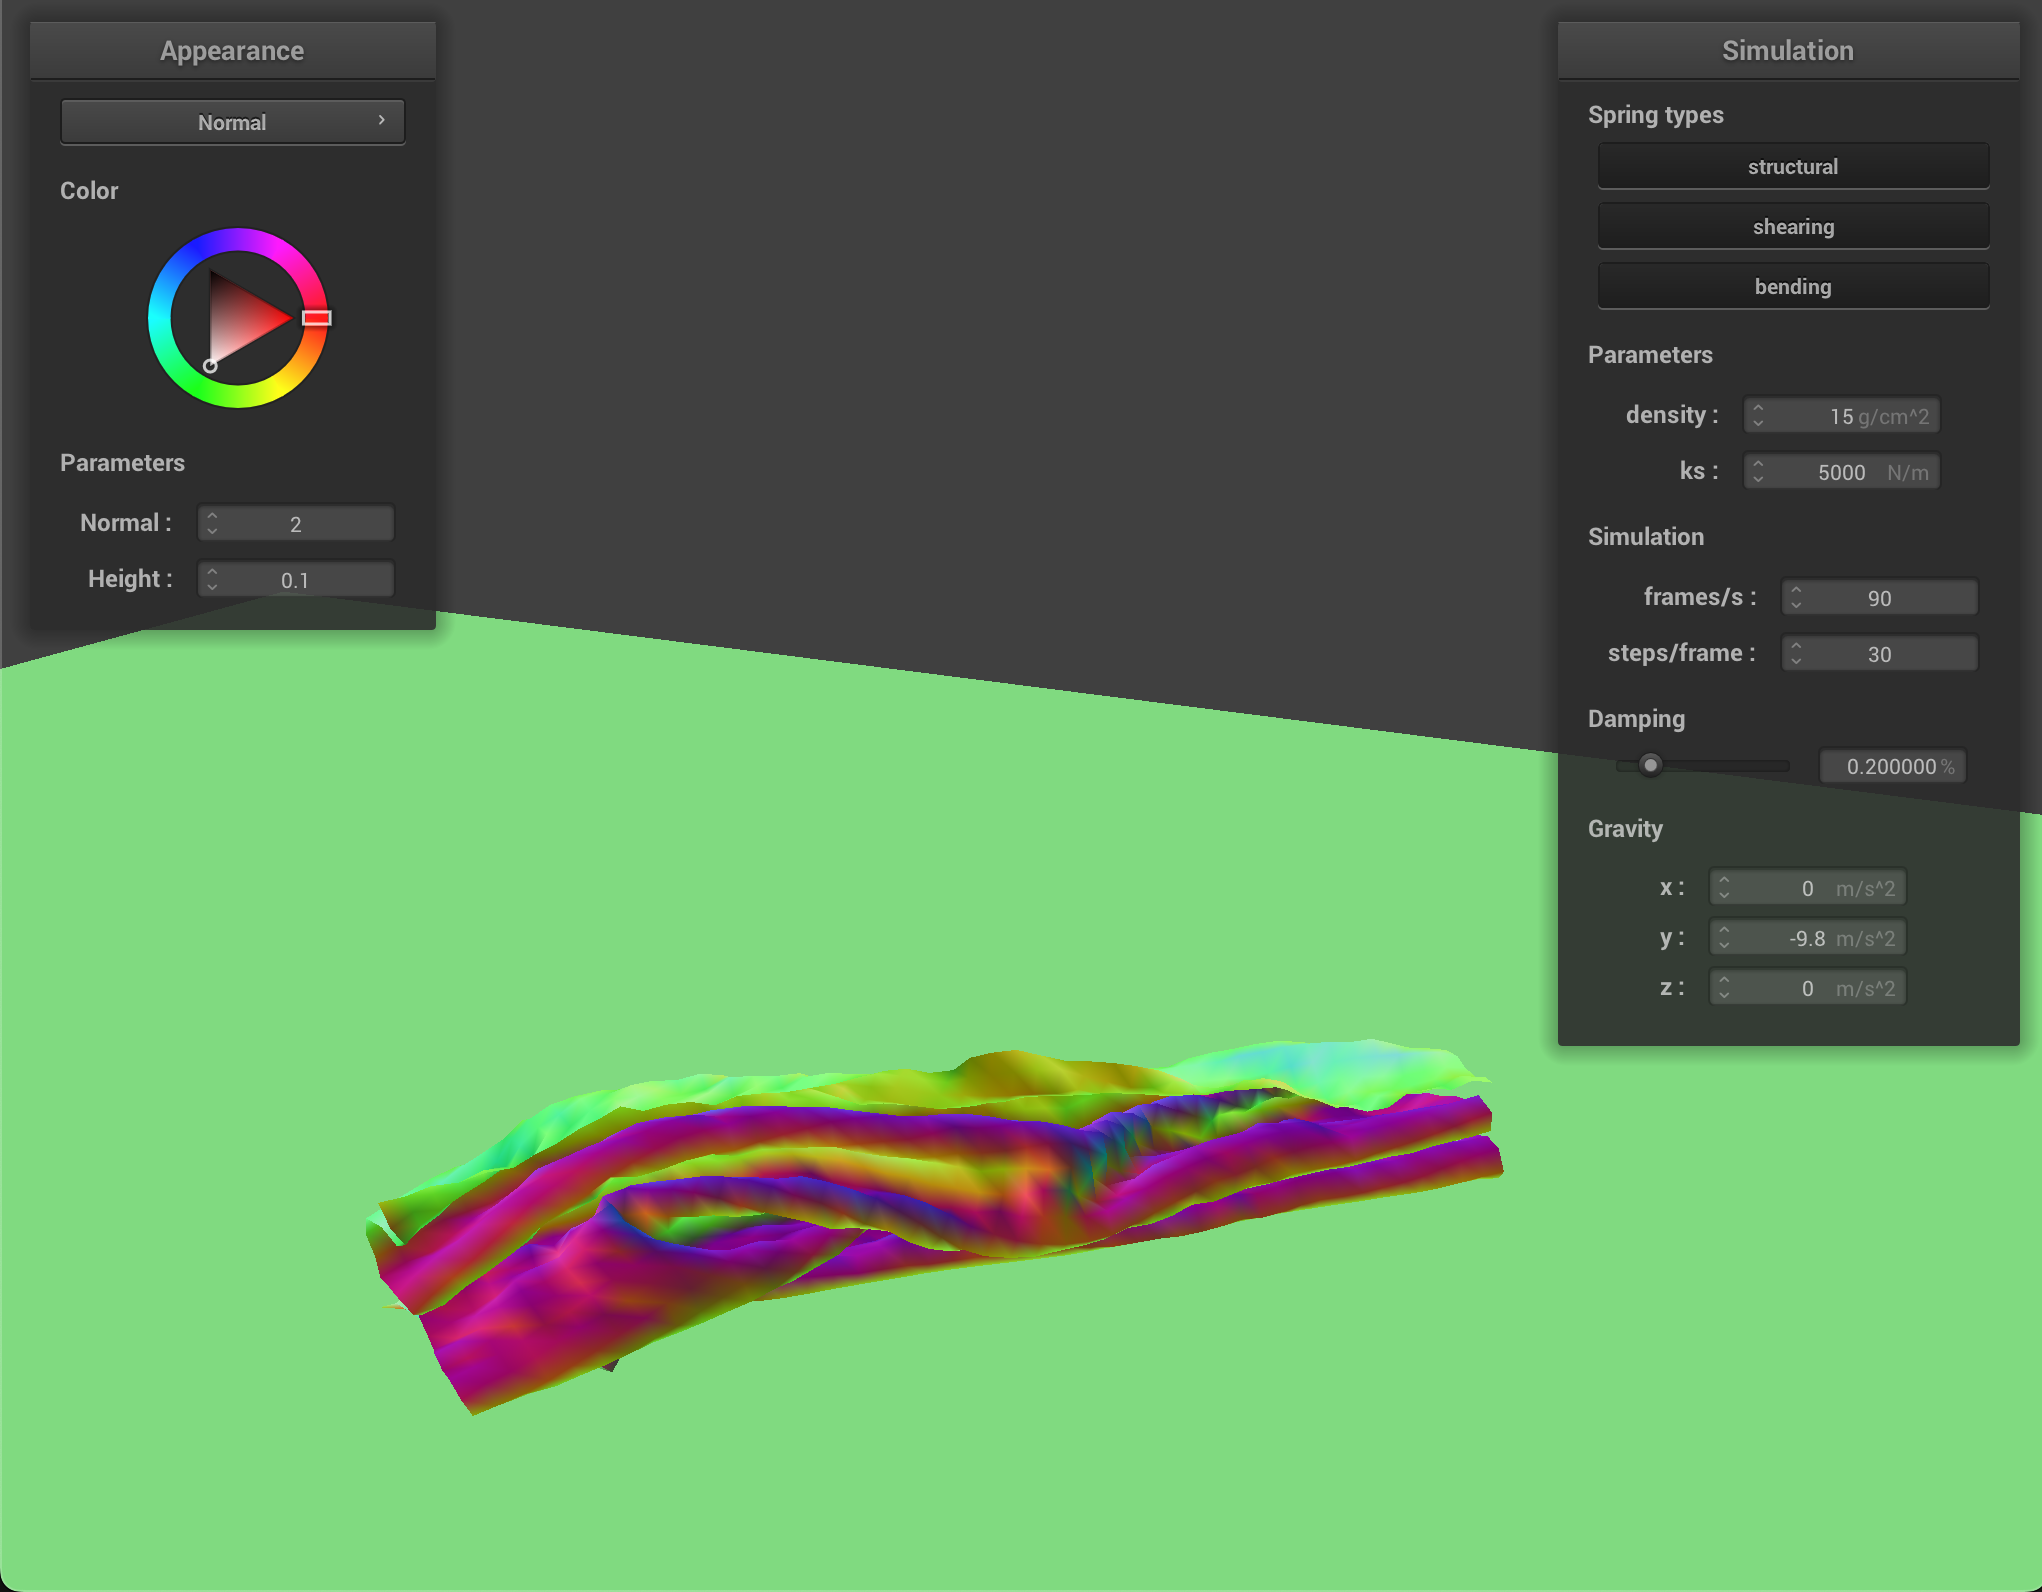 Appearance
Normal
Color
Parameters
Normal : 2
Height : 0.1
Simulation
Spring types
structural
shearing
bending
Parameters
density : 15 g/cm^2
ks : 5000 N/m
Simulation
frames/s : 90
steps/frame : 30
Damping
0.200000 %
Gravity
x : 0 m/s^2
y : -9.8 m/s^2
z : 0 m/s^2